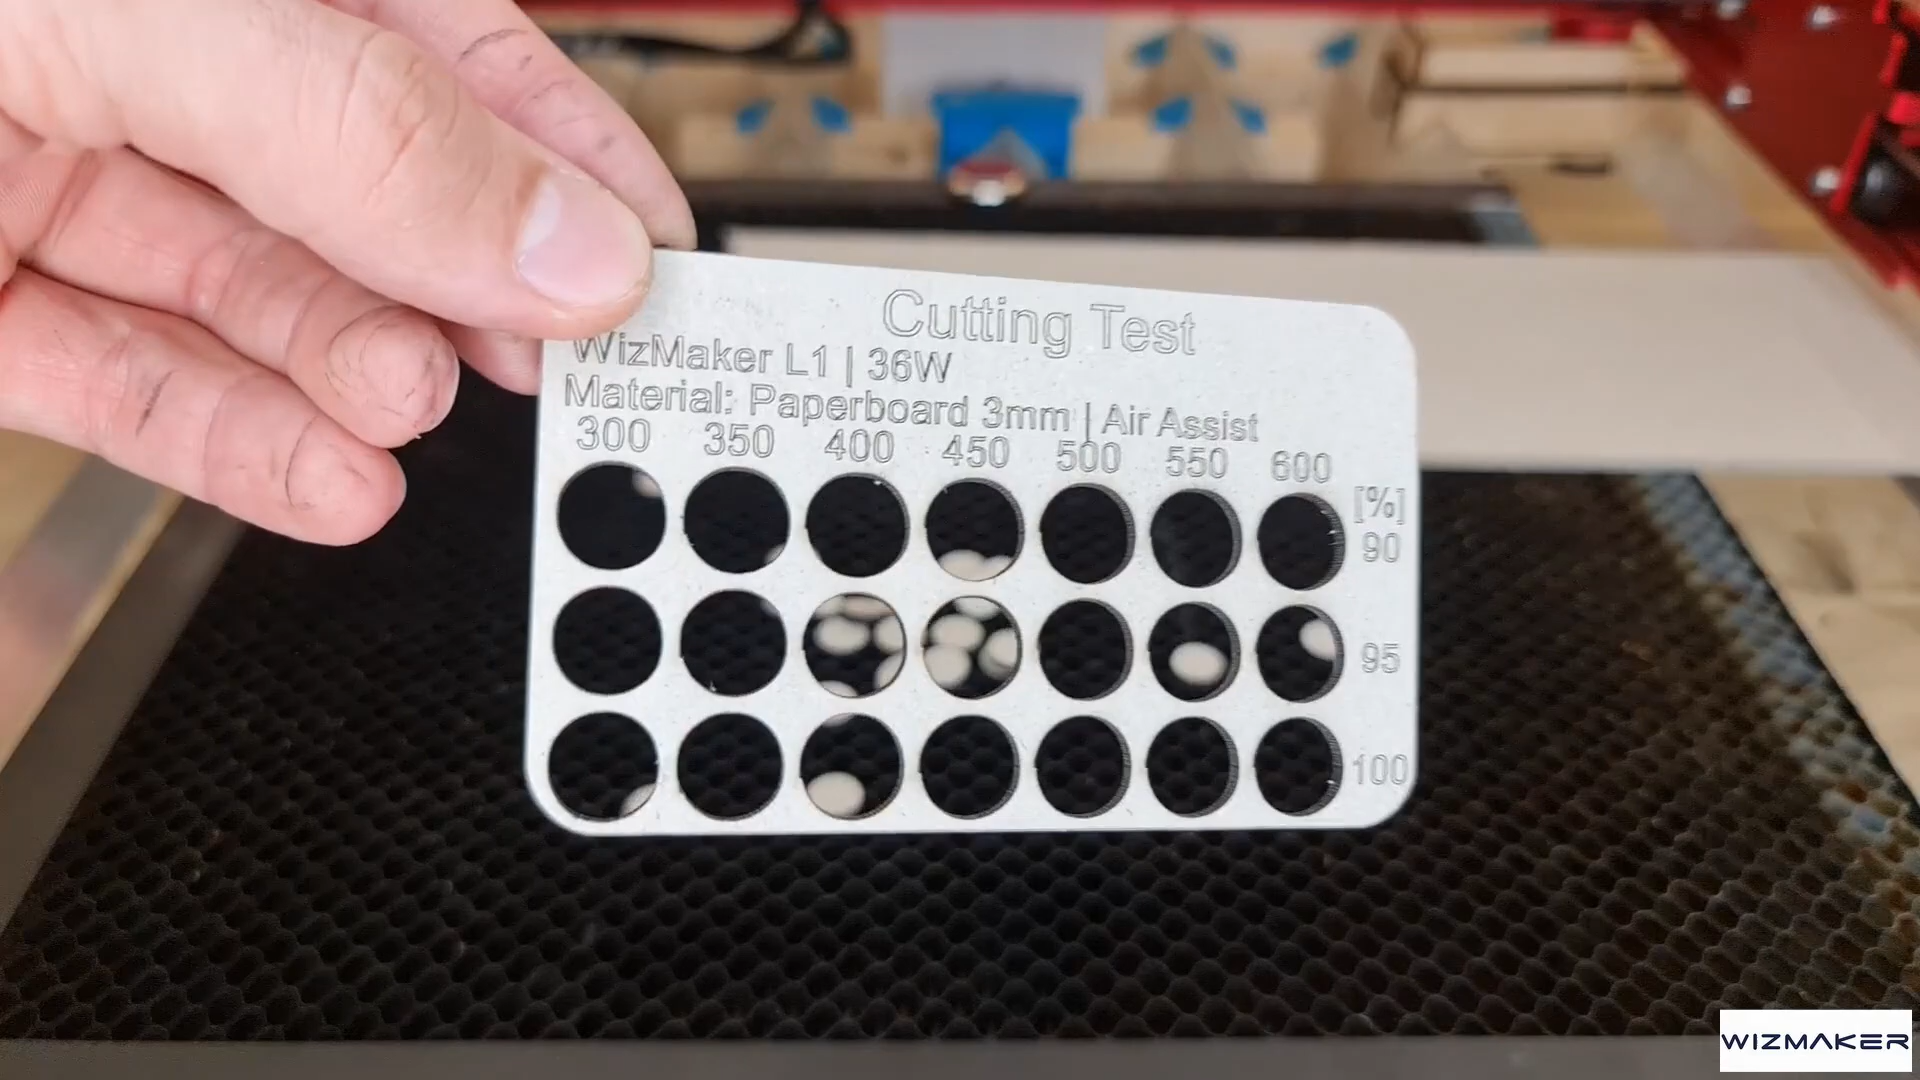 Cutting Test
WizMaker L1 | 36W
Material: Paperboard 3mm | Air Assist
300 350 400 450 500 550 600
[%]
90
95
100
WIZMAKER